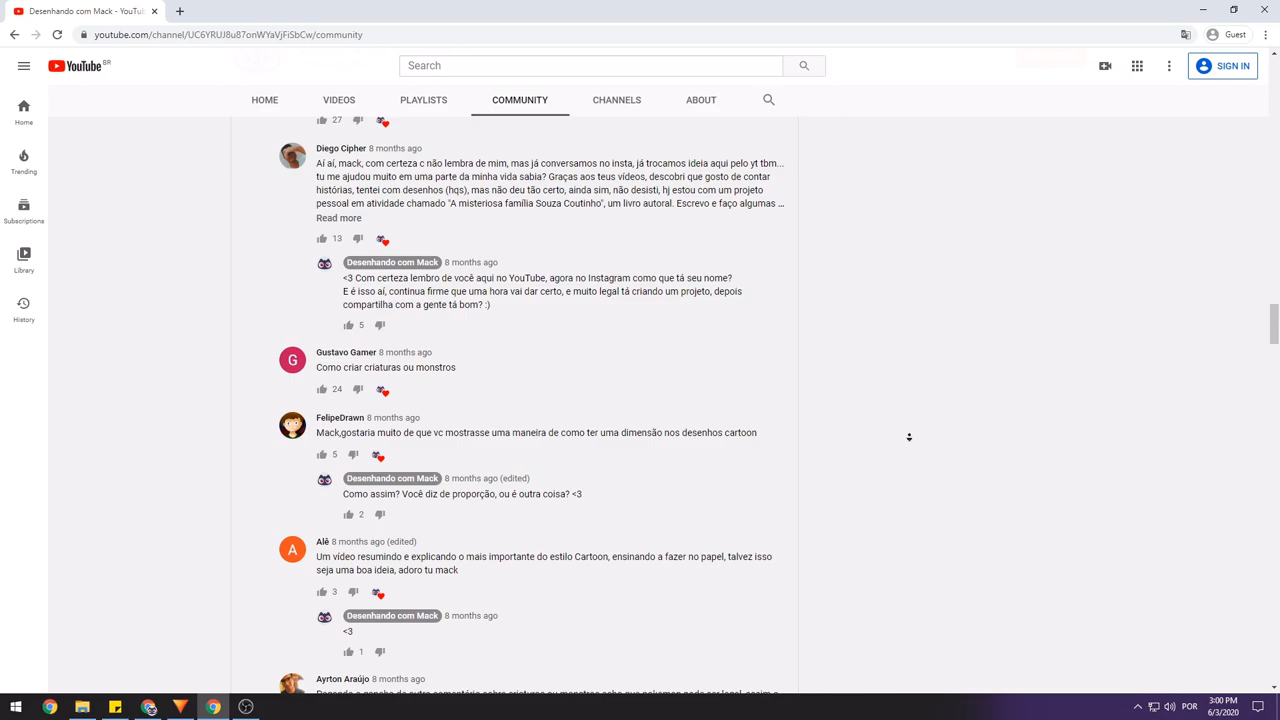 Desenhando com Mack - YouTu
youtube.com/channel/UC6YRUJ8u87onWYaVjFiSbCw/community
Guest
YouTube BR
Search
SIGN IN
HOME VIDEOS PLAYLISTS COMMUNITY CHANNELS ABOUT
Home
Trending
Subscriptions
Library
History
27
Diego Cipher 8 months ago
Aí aí, mack, com certeza c não lembra de mim, mas já conversamos no insta, já trocamos ideia aqui pelo yt tbm...
tu me ajudou muito em uma parte da minha vida sabia? Graças aos teus vídeos, descobri que gosto de contar
histórias, tentei com desenhos (hqs), mas não deu tão certo, ainda sim, não desisti, hj estou com um projeto
pessoal em atividade chamado "A misteriosa família Souza Coutinho", um livro autoral. Escrevo e faço algumas ...
Read more
13
Desenhando com Mack 8 months ago
<3 Com certeza lembro de você aqui no YouTube, agora no Instagram como que tá seu nome?
E é isso aí, continua firme que uma hora vai dar certo, e muito legal tá criando um projeto, depois
compartilha com a gente tá bom? :)
5
G
Gustavo Gamer 8 months ago
Como criar criaturas ou monstros
24
FelipeDrawn 8 months ago
Mack,gostaria muito de que vc mostrasse uma maneira de como ter uma dimensão nos desenhos cartoon
5
Desenhando com Mack 8 months ago (edited)
Como assim? Você diz de proporção, ou é outra coisa? <3
2
A
Alê 8 months ago (edited)
Um vídeo resumindo e explicando o mais importante do estilo Cartoon, ensinando a fazer no papel, talvez isso
seja uma boa ideia, adoro tu mack
3
Desenhando com Mack 8 months ago
<3
1
Ayrton Araújo 8 months ago
POR
3:00 PM
6/3/2020